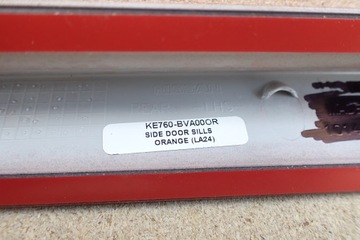 KE760-BVA00OR
SIDE DOOR SILLS
ORANGE (LA24)